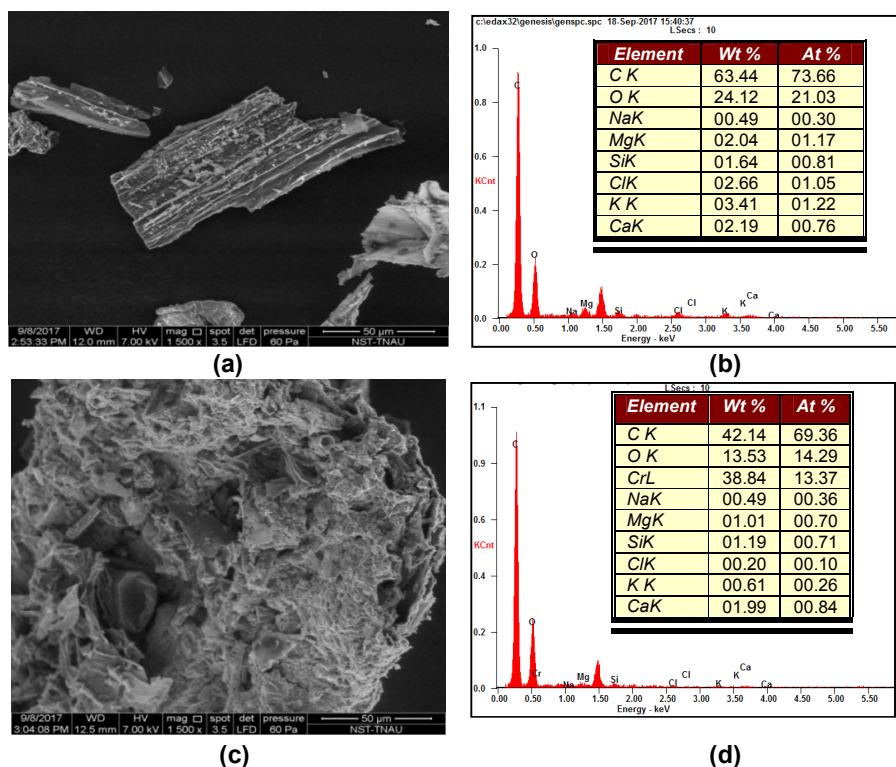 9/8/2017 WD HV mag □ spot det pressure 50 µm
2:53:33 PM 12.0 mm 7.00 kV 1 500 x 3.5 LFD 60 Pa NST-TNAU
(a)
c:\edax32\genesis\genspc.spc 18-Sep-2017 15:40:37
LSecs : 10
Element Wt % At %
C K 63.44 73.66
O K 24.12 21.03
NaK 00.49 00.30
MgK 02.04 01.17
SiK 01.64 00.81
ClK 02.66 01.05
K K 03.41 01.22
CaK 02.19 00.76
1.0
0.8
0.6
KCnt
0.4
0.2
0.0
C
O
Na Mg Si Cl Cl K K Ca Ca
0.00 0.50 1.00 1.50 2.00 2.50 3.00 3.50 4.00 4.50 5.00 5.50
Energy - keV
(b)
9/8/2017 WD HV mag □ spot det pressure 50 µm
3:04:08 PM 12.5 mm 7.00 kV 1 500 x 3.5 LFD 60 Pa NST-TNAU
(c)
LSecs : 10
Element Wt % At %
C K 42.14 69.36
O K 13.53 14.29
CrL 38.84 13.37
NaK 00.49 00.36
MgK 01.01 00.70
SiK 01.19 00.71
ClK 00.20 00.10
K K 00.61 00.26
CaK 01.99 00.84
1.1
0.9
0.6
KCnt
0.4
0.2
0.0
C
O
Cr Na Mg Si Cl Cl K K Ca Ca
0.00 0.50 1.00 1.50 2.00 2.50 3.00 3.50 4.00 4.50 5.00 5.50
Energy - keV
(d)